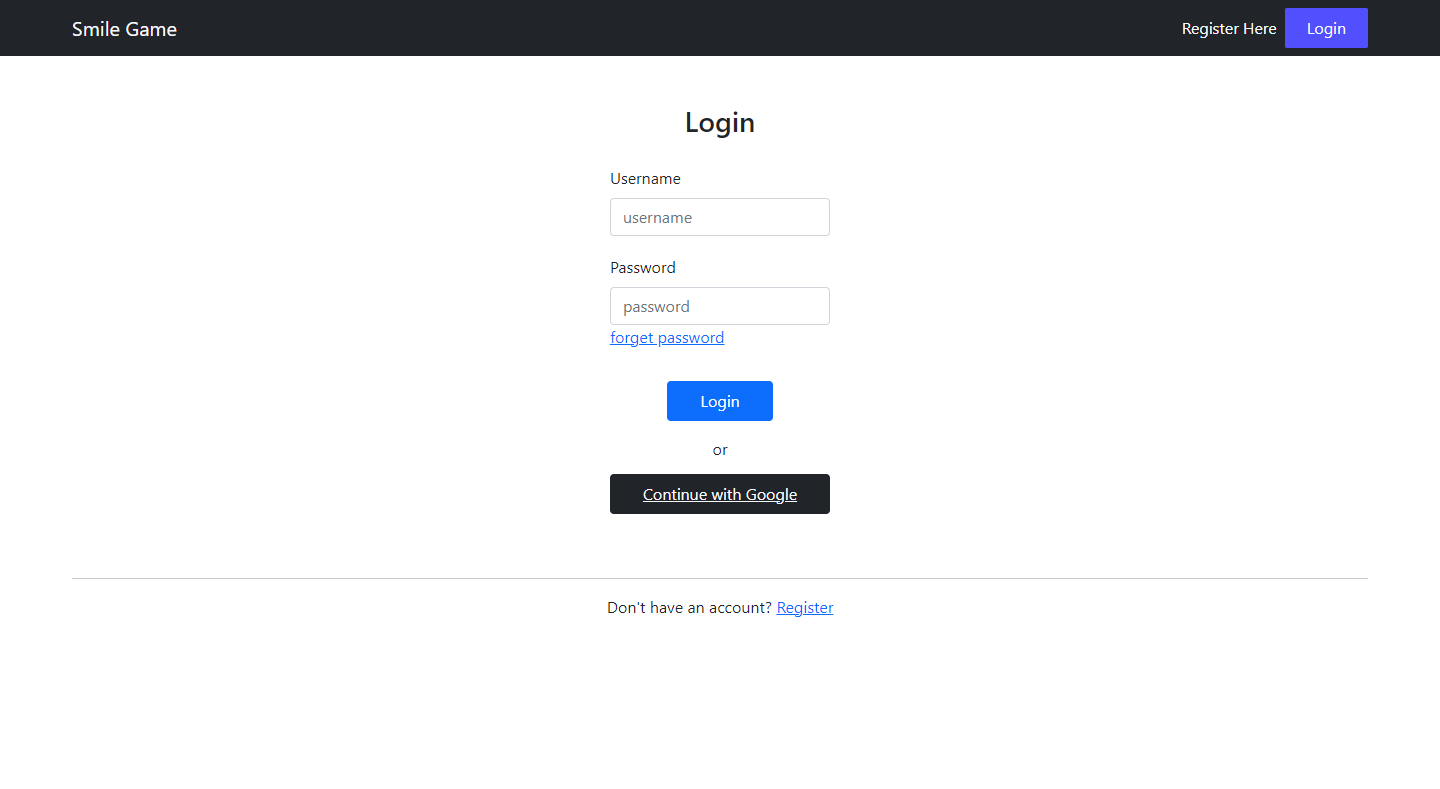 Smile Game
Register Here
Login
Login
Username
username
Password
password
forget password
Login
or
Continue with Google
Don't have an account? Register